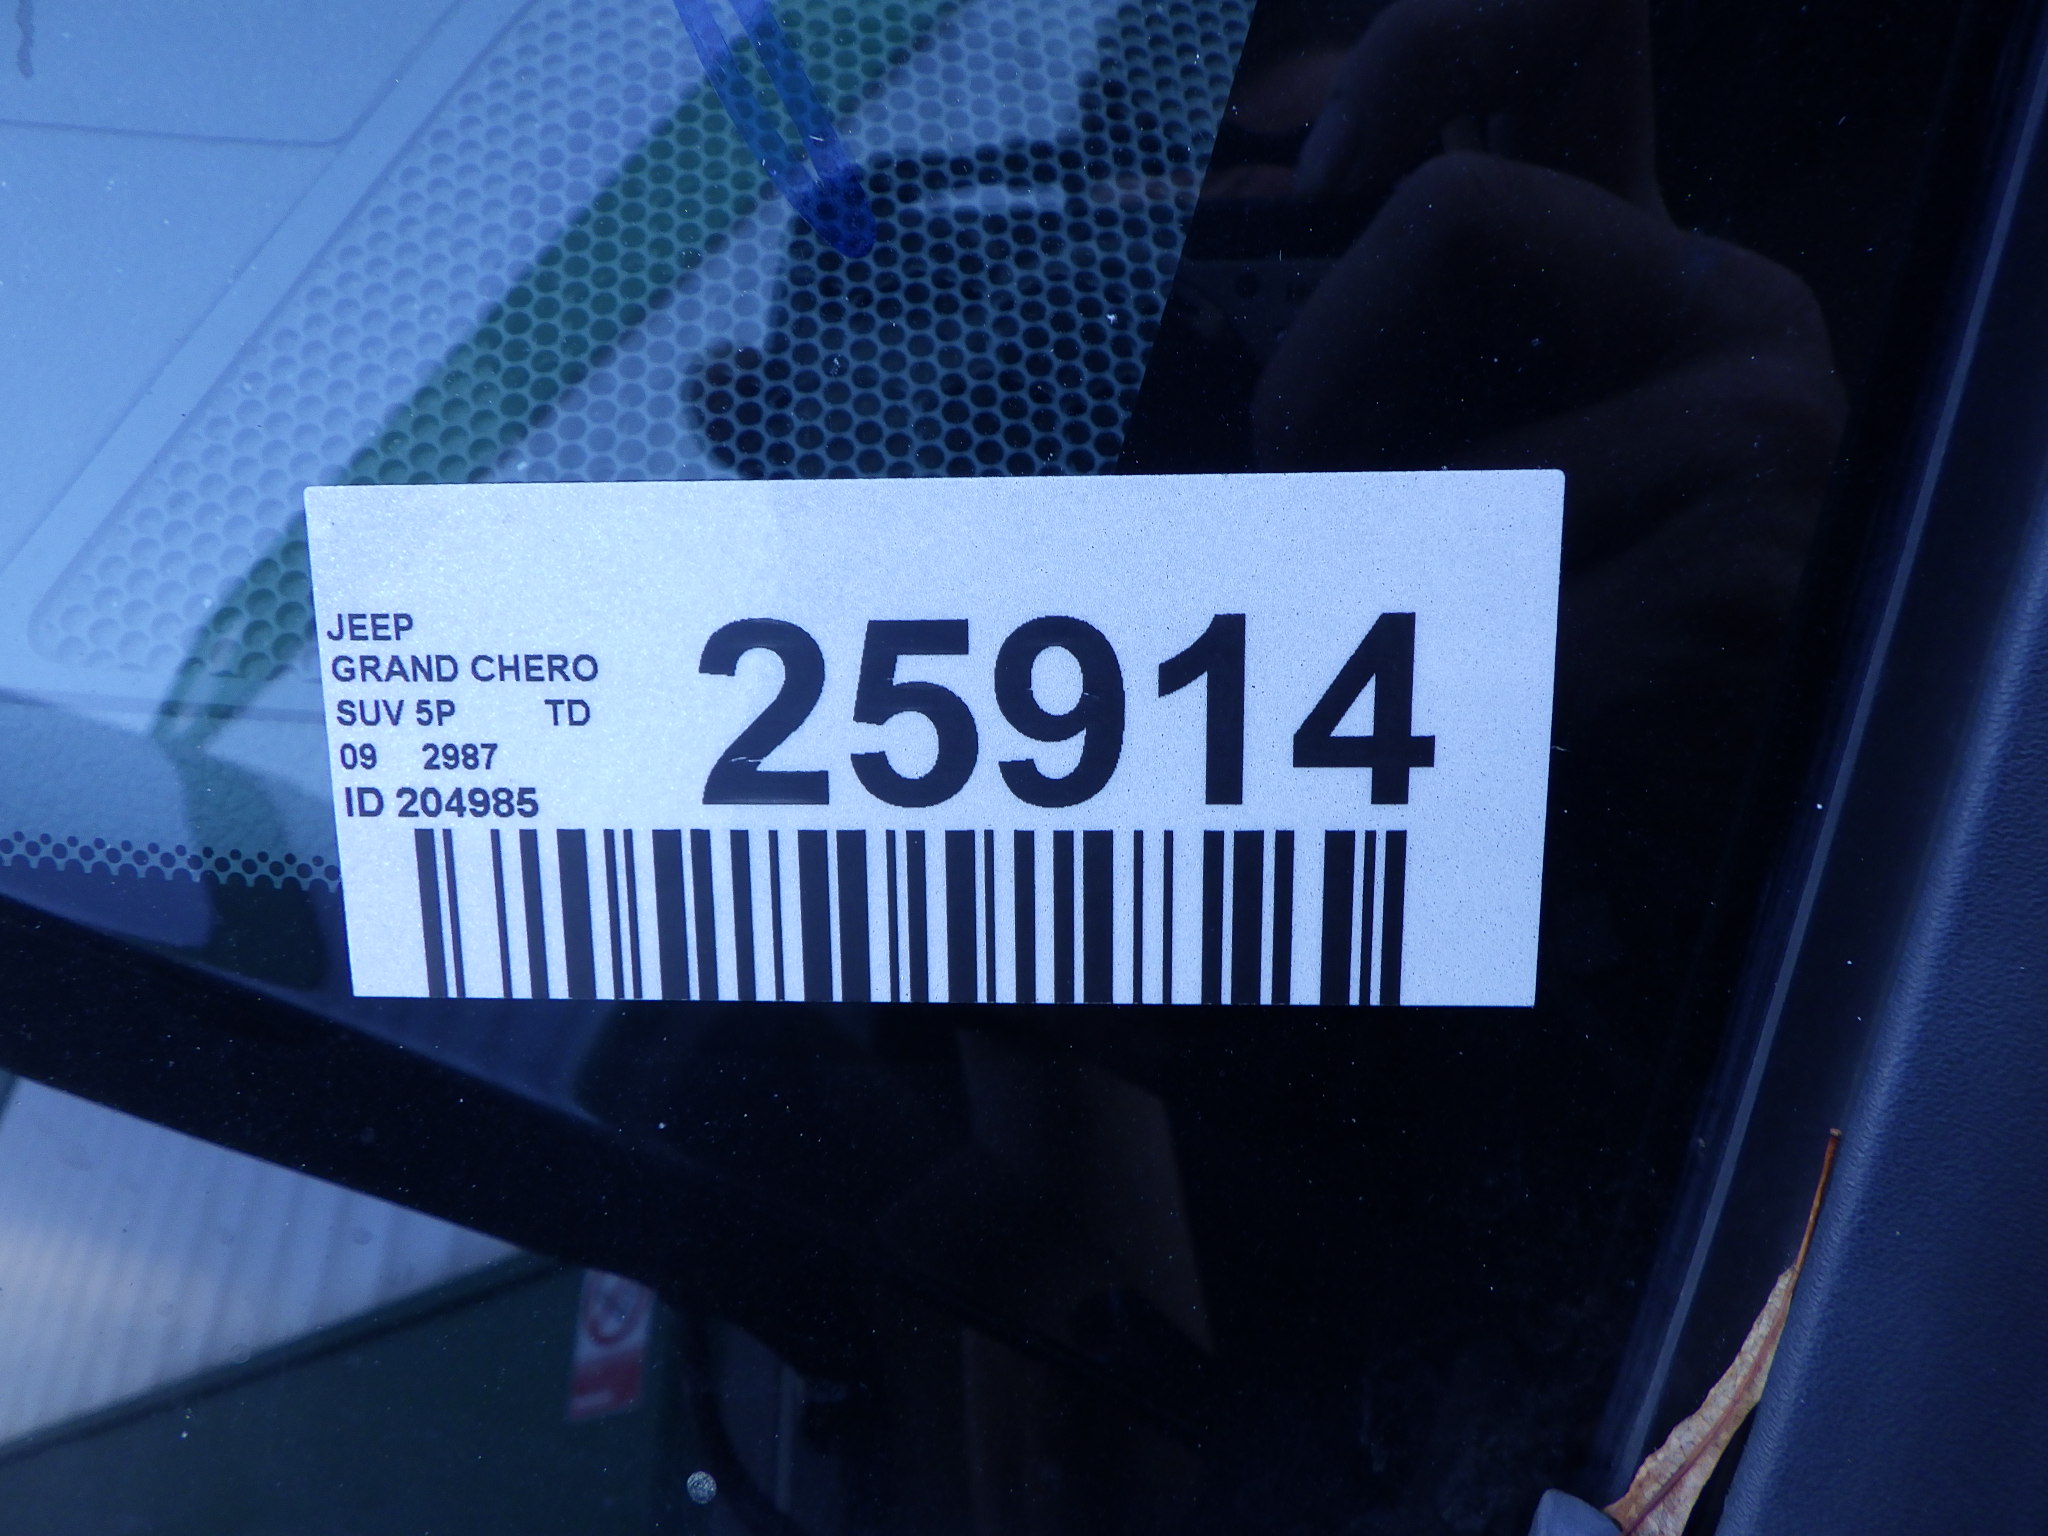 JEEP
GRAND CHERO
SUV 5P TD
09 2987
ID 204985
25914